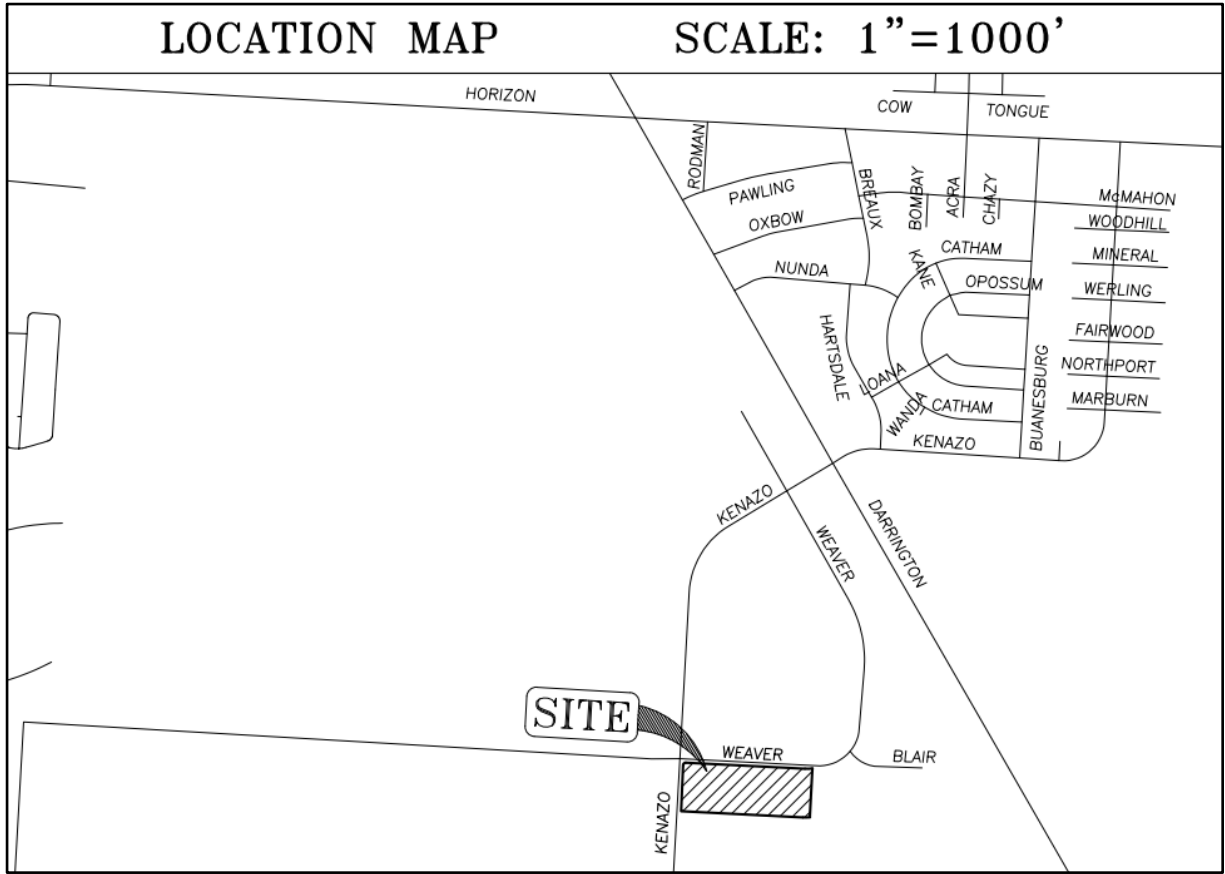 LOCATION MAP SCALE: 1"=1000'
HORIZON
COW
TONGUE
RODMAN
PAWLING
BREAUX
BOMBAY
ACRA
CHAZY
McMAHON
WOODHILL
OXBOW
CATHAM
KANE
MINERAL
NUNDA
OPOSSUM
WERLING
HARTSDALE
FAIRWOOD
LOANA
BUANESBURG
NORTHPORT
WANDA
CATHAM
MARBURN
KENAZO
KENAZO
WEAVER
DARRINGTON
SITE
WEAVER
BLAIR
KENAZO